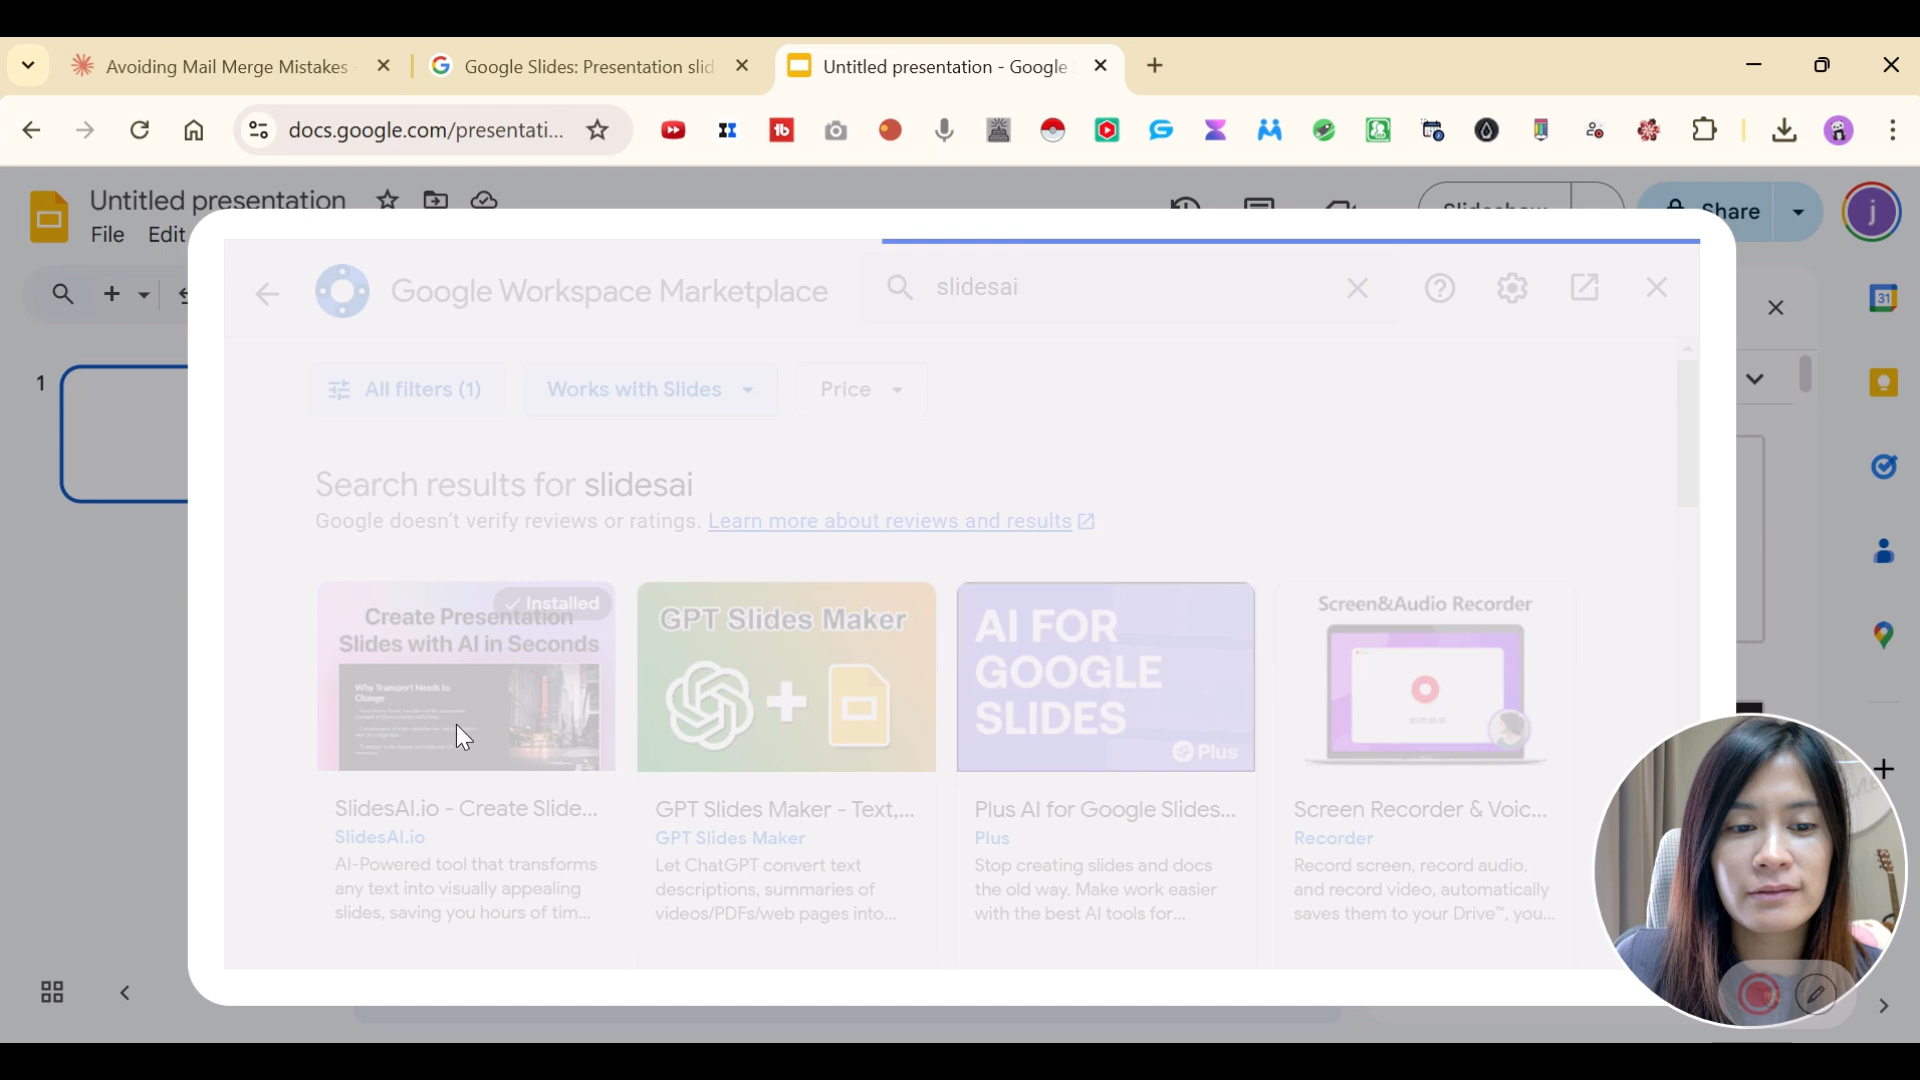 Avoiding Mail Merge Mistakes
Google Slides: Presentation slid
Untitled presentation - Google
docs.google.com/presentati...
Untitled presentation
Slideshow
Share
j
File Edit
Google Workspace Marketplace
slidesai
1
All filters (1)
Works with Slides
Price
Search results for slidesai
Google doesn't verify reviews or ratings. Learn more about reviews and results
Installed
Create Presentation
Slides with AI in Seconds
Why Transport Needs to
Change
GPT Slides Maker
AI FOR
GOOGLE
SLIDES
Plus
Screen&Audio Recorder
SlidesAI.io - Create Slide...
SlidesAI.io
AI-Powered tool that transforms
any text into visually appealing
slides, saving you hours of tim...
GPT Slides Maker - Text,...
GPT Slides Maker
Let ChatGPT convert text
descriptions, summaries of
videos/PDFs/web pages into...
Plus AI for Google Slides...
Plus
Stop creating slides and docs
the old way. Make work easier
with the best AI tools for...
Screen Recorder & Voic...
Recorder
Record screen, record audio,
and record video, automatically
saves them to your Drive™, you...
31